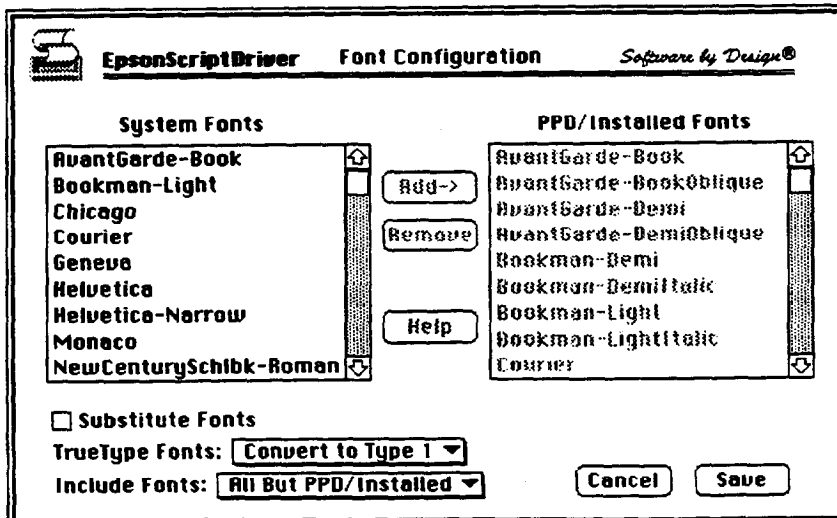 EpsonScriptDriver Font Configuration Software by Design®
System Fonts
AvantGarde-Book
Bookman-Light
Chicago
Courier
Geneva
Helvetica
Helvetica-Narrow
Monaco
NewCenturySchlbk-Roman
Add->
Remove
Help
PPD/Installed Fonts
AvantGarde-Book
AvantGarde-BookOblique
AvantGarde-Demi
AvantGarde-DemiOblique
Bookman-Demi
Bookman-DemiItalic
Bookman-Light
Bookman-LightItalic
Courier
Substitute Fonts
TrueType Fonts: Convert to Type 1
Include Fonts: All But PPD/Installed
Cancel Save